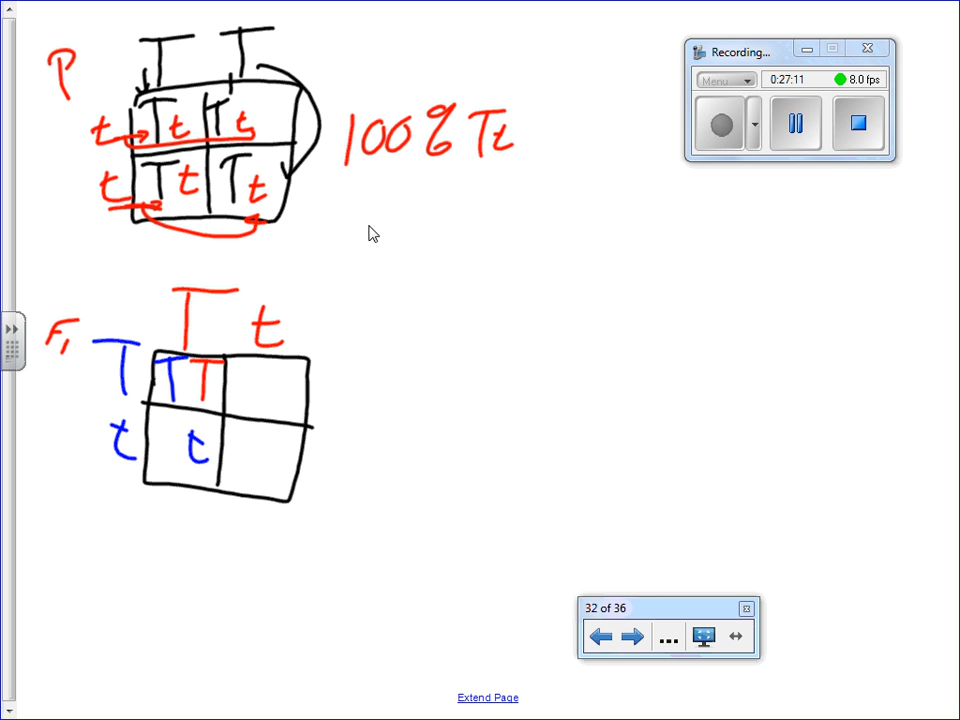 T T
P
t T t T t
t T t T t
100% Tt
F1
T t
T T T
t t
Recording...
Menu
0:27:11
8.0 fps
32 of 36
...
Extend Page